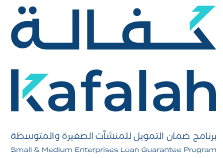 كفالة
Kafalah
برنامج ضمان التمويل للمنشآت الصغيرة والمتوسطة
Small & Medium Enterprises Loan Guarantee Program